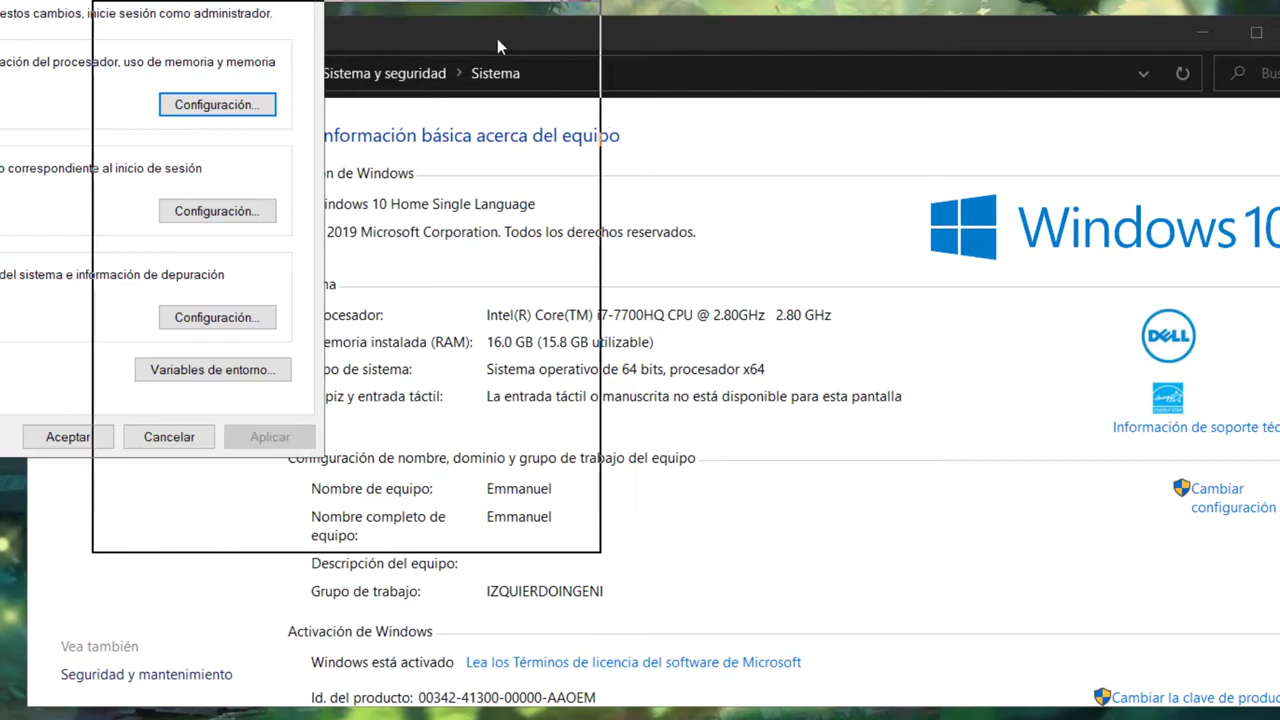 estos cambios, inicie sesión como administrador.
ación del procesador, uso de memoria y memoria
Configuración...
o correspondiente al inicio de sesión
Configuración...
del sistema e información de depuración
Configuración...
Variables de entorno...
Aceptar
Cancelar
Aplicar
Sistema y seguridad > Sistema
Bus
nformación básica acerca del equipo
n de Windows
indows 10 Home Single Language
2019 Microsoft Corporation. Todos los derechos reservados.
Windows 10
ma
ocesador: Intel(R) Core(TM) i7-7700HQ CPU @ 2.80GHz 2.80 GHz
emoria instalada (RAM): 16.0 GB (15.8 GB utilizable)
po de sistema: Sistema operativo de 64 bits, procesador x64
piz y entrada táctil: La entrada táctil o manuscrita no está disponible para esta pantalla
DELL
Información de soporte téc
Configuración de nombre, dominio y grupo de trabajo del equipo
Nombre de equipo: Emmanuel
Cambiar
configuración
Nombre completo de Emmanuel
equipo:
Descripción del equipo:
Grupo de trabajo: IZQUIERDOINGENI
Activación de Windows
Windows está activado Lea los Términos de licencia del software de Microsoft
Id. del producto: 00342-41300-00000-AAOEM
Cambiar la clave de produc
Vea también
Seguridad y mantenimiento